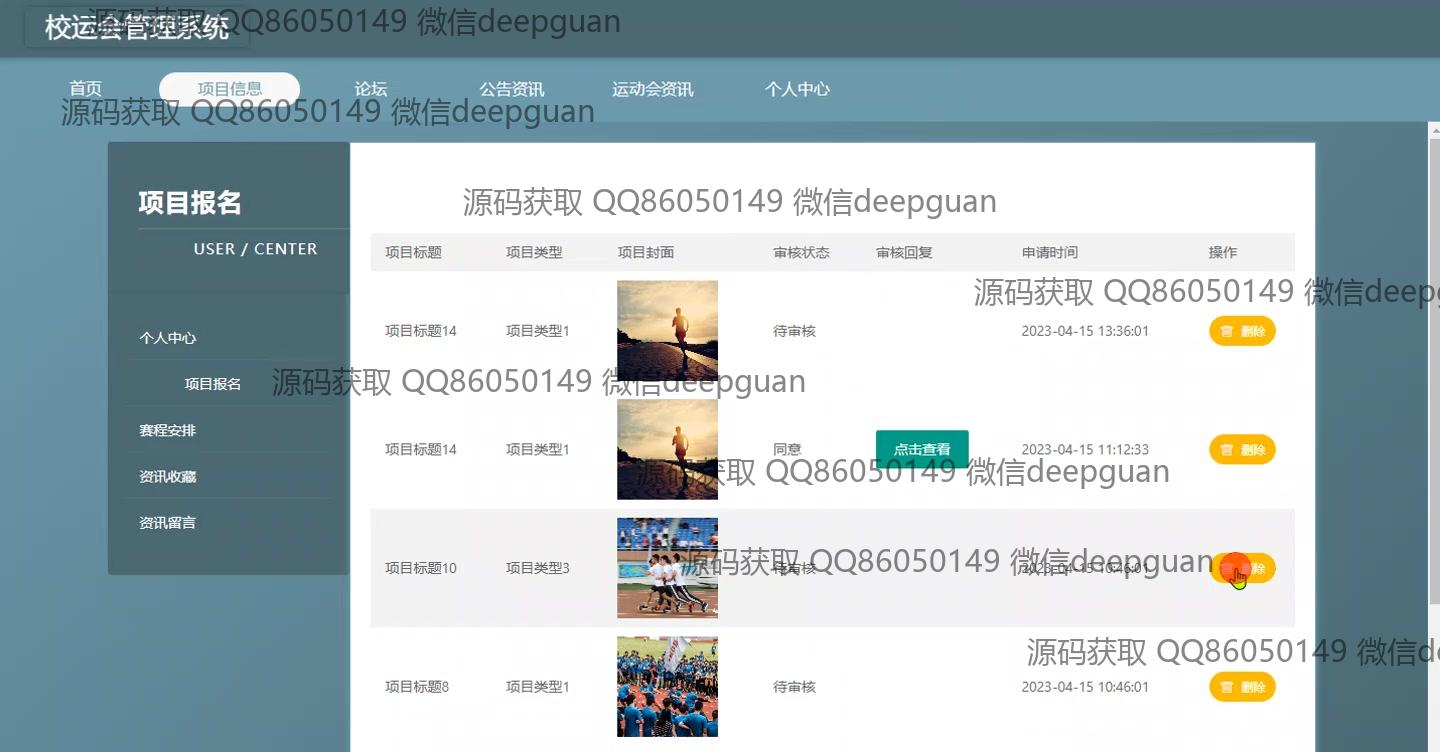 校运会管理系统
源码获取 QQ86050149 微信deepguan
首页 项目信息 论坛 公告资讯 运动会资讯 个人中心
源码获取 QQ86050149 微信deepguan
项目报名
USER / CENTER
源码获取 QQ86050149 微信deepguan
项目标题 项目类型 项目封面 审核状态 审核回复 申请时间 操作
源码获取 QQ86050149 微信deepg
个人中心
项目报名
赛程安排
资讯收藏
资讯留言
项目标题14 项目类型1 待审核 2023-04-15 13:36:01 删除
源码获取 QQ86050149 微信deepguan
项目标题14 项目类型1 同意 点击查看 2023-04-15 11:12:33 删除
源码获取 QQ86050149 微信deepguan
项目标题10 项目类型3 待审核 2023-04-15 10:46:01 除
源码获取 QQ86050149 微信deepguan
源码获取 QQ86050149 微信de
项目标题8 项目类型1 待审核 2023-04-15 10:46:01 删除